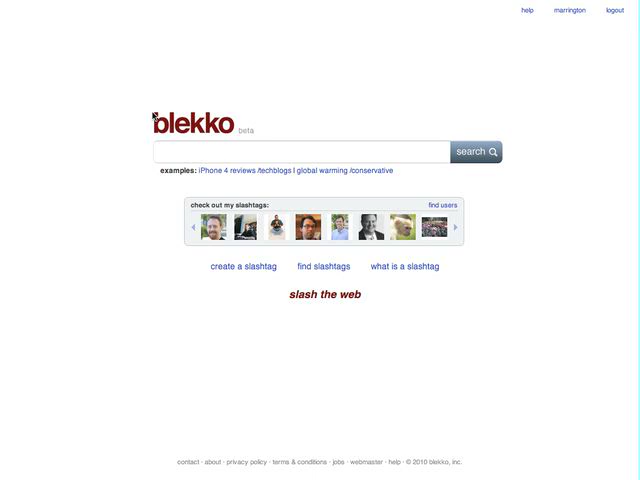 help marrington logout
blekko beta
search
examples: iPhone 4 reviews /techblogs | global warming /conservative
check out my slashtags: find users
create a slashtag find slashtags what is a slashtag
slash the web
contact · about · privacy policy · terms & conditions · jobs · webmaster · help · © 2010 blekko, inc.